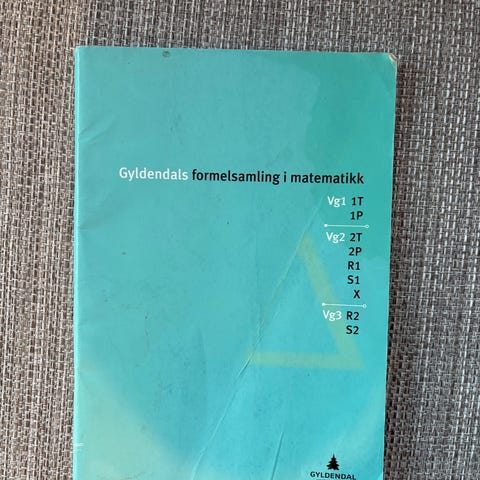 Gyldendals formelsamling i matematikk
Vg1 1T
1P
Vg2 2T
2P
R1
S1
X
Vg3 R2
S2
GYLDENDAL